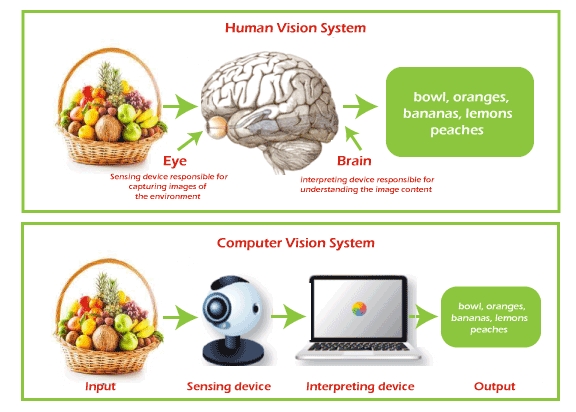 Human Vision System
bowl, oranges,
bananas, lemons
peaches
Eye
Sensing device responsible for
capturing images of
the environment
Brain
interpreting device responsible for
understanding the image content
Computer Vision System
bowl, oranges,
bananas, lemons
peaches
Input
Sensing device
Interpreting device
Output